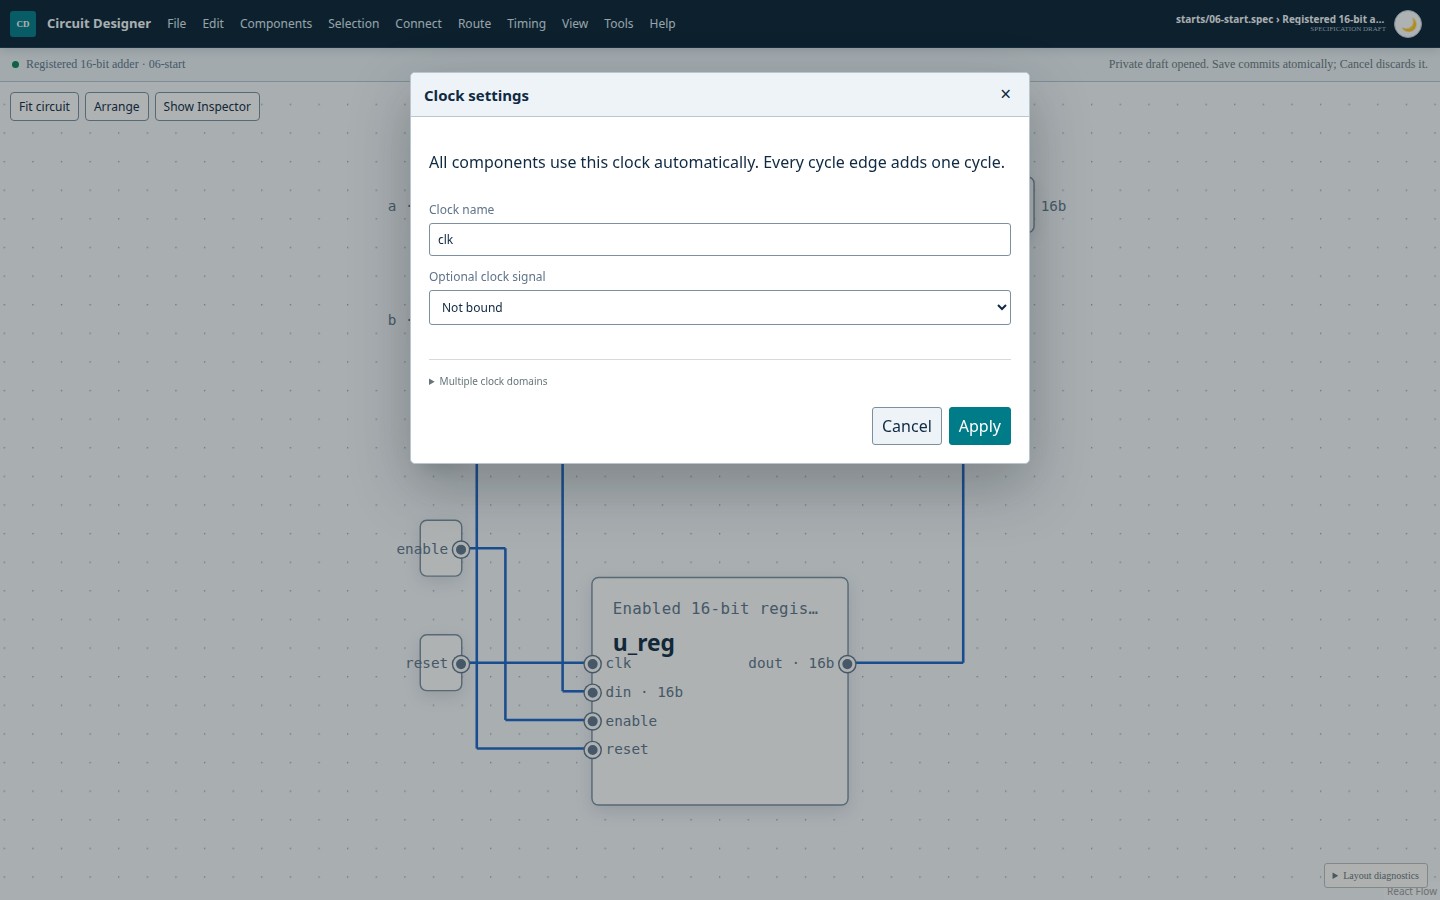 CD
Circuit Designer
File
Edit
Components
Selection
Connect
Route
Timing
View
Tools
Help
starts/06-start.spec › Registered 16-bit a...
SPECIFICATION DRAFT
Registered 16-bit adder · 06-start
Private draft opened. Save commits atomically; Cancel discards it.
Fit circuit
Arrange
Show Inspector
Clock settings
×
All components use this clock automatically. Every cycle edge adds one cycle.
Clock name
clk
Optional clock signal
Not bound
Multiple clock domains
Cancel
Apply
a ·
16b
b ·
enable
reset
Enabled 16-bit regis…
u_reg
clk
dout · 16b
din · 16b
enable
reset
Layout diagnostics
React Flow